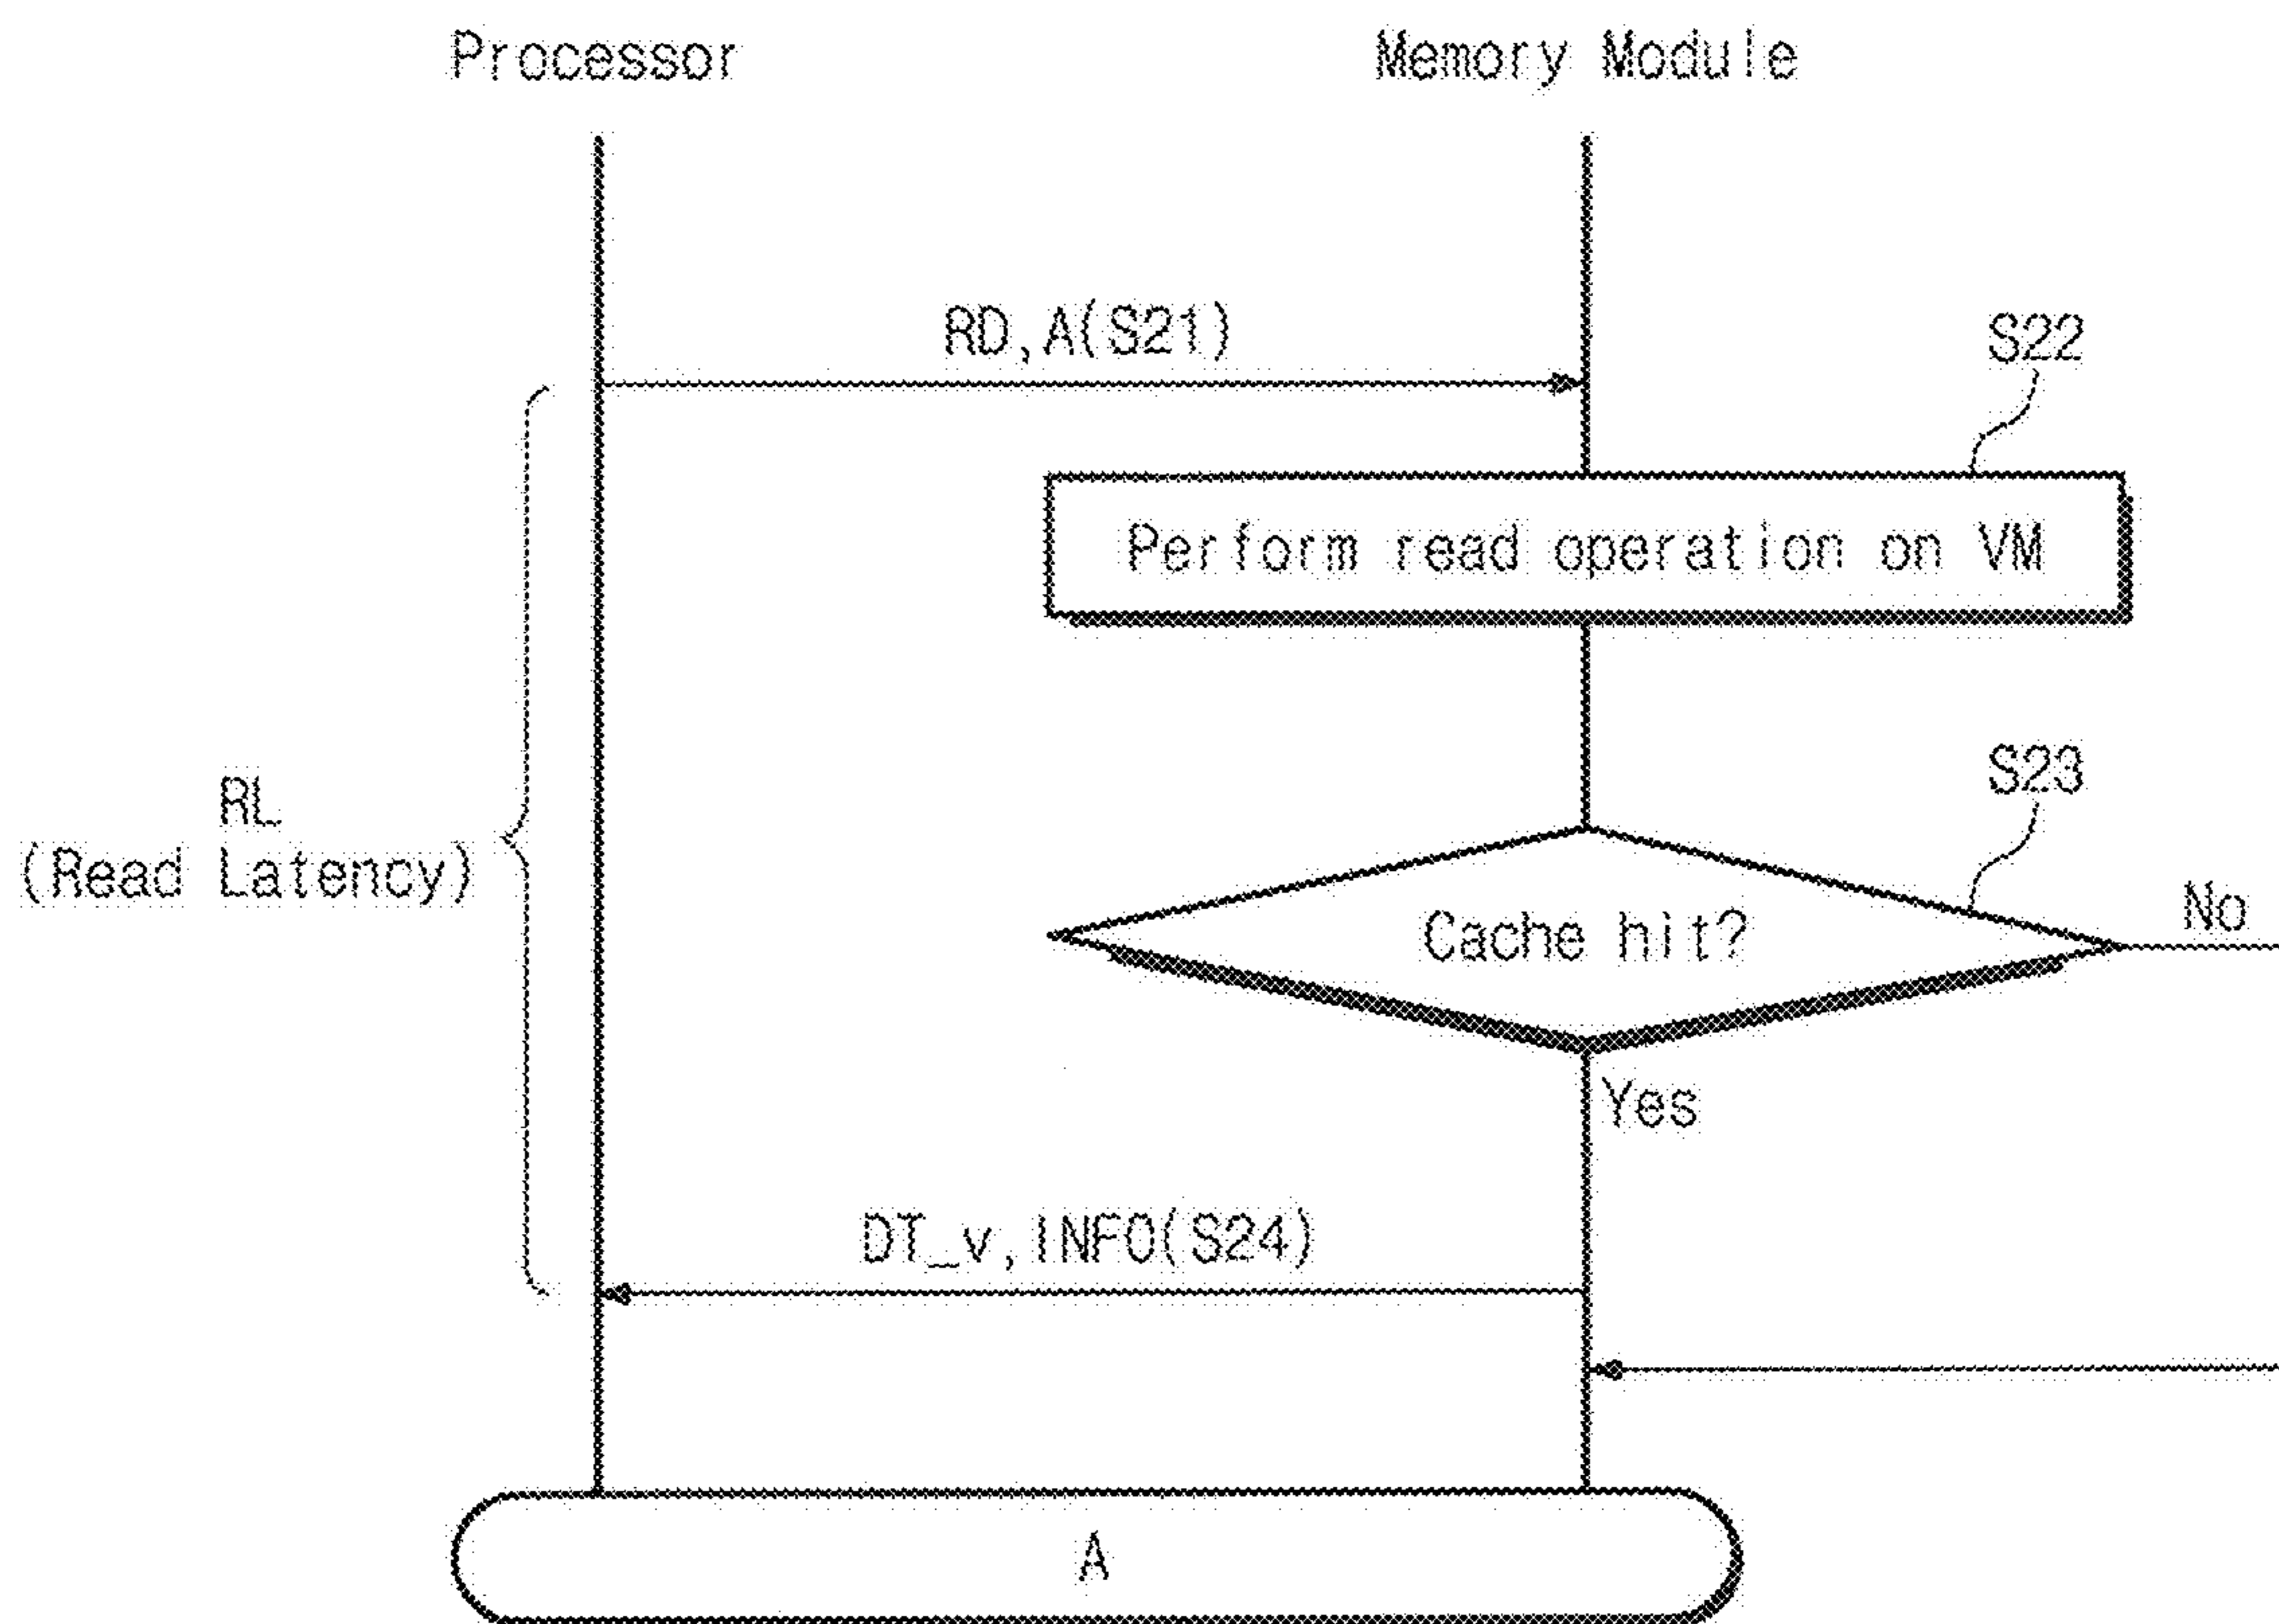 Processor
Memory Module
RD,A(S21)
S22
Perform read operation on VM
S23
RL
(Read Latency)
Cache hit?
No
Yes
DT_v,INFO(S24)
A